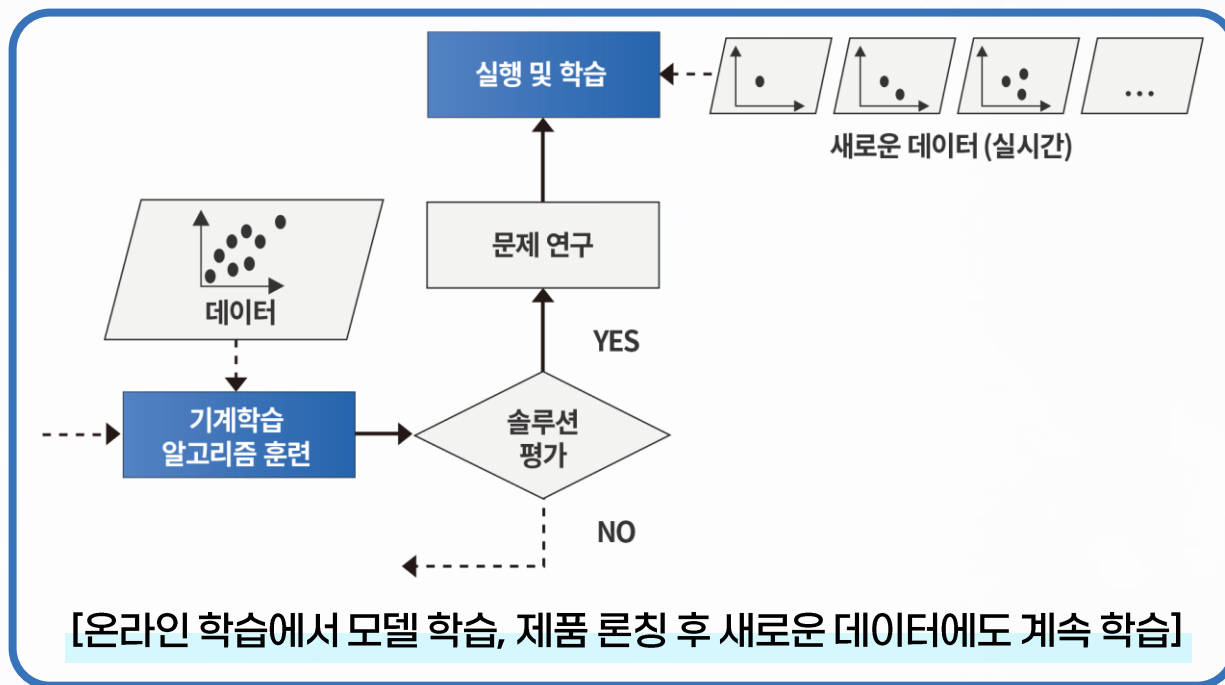 실행 및 학습
새로운 데이터 (실시간)
문제 연구
데이터
YES
기계학습
알고리즘 훈련
솔루션
평가
NO
[온라인 학습에서 모델 학습, 제품 론칭 후 새로운 데이터에도 계속 학습]